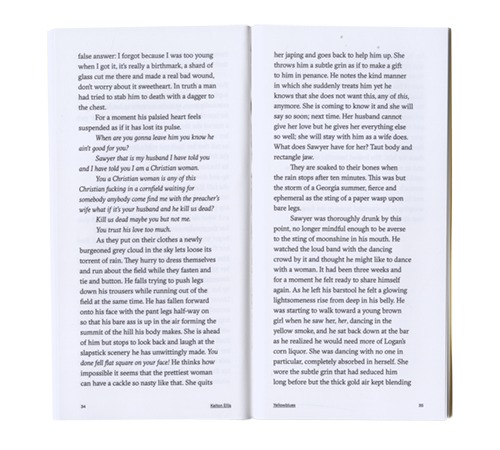 false answer: I forgot because I was too young
when I got it, it's really a birthmark, a shard of
glass cut me there and made a real bad wound,
don't worry about it sweetheart. In truth a man
had tried to stab him to death with a dagger to
the chest.
For a moment his palsied heart feels
suspended as if it has lost its pulse.
When are you gonna leave him you know he
ain't good for you?
Sawyer that is my husband I have told you
and I have told you I am a Christian woman.
You a Christian woman is any of this
Christian fucking in a cornfield waiting for
somebody anybody come find me with the preacher's
wife what if it's your husband and he kill us dead?
Kill us dead maybe you but not me.
You trust his love too much.
As they put on their clothes a newly
burgeoned grey cloud in the sky lets loose its
torrent of rain. They hurry to dress themselves
and run about the field while they fasten and
tie and button. He falls trying to push legs
down his trousers while running out of the
field at the same time. He has fallen forward
onto his face with the pant legs half-way on
so that his bare ass is up in the air forming the
summit of the hill his body makes. She is ahead
of him but stops to look back and laugh at the
slapstick scenery he has unwittingly made. You
done fell flat square on your face! He thinks how
impossible it seems that the prettiest woman
can have a cackle so nasty like that. She quits
34
Kelton Ellis
her japing and goes back to help him up. She
throws him a subtle grin as if to make a gift
to him in penance. He notes the kind manner
in which she suddenly treats him yet he
knows that she does not want this, any of this,
anymore. She is coming to know it and she will
say so soon; next time. Her husband cannot
give her love but he gives her everything else
so well; she will stay with him as a wife does.
What does Sawyer have for her? Taut body and
rectangle jaw.
They are soaked to their bones when
the rain stops after ten minutes. This was but
the storm of a Georgia summer, fierce and
ephemeral as the sting of a paper wasp upon
bare legs.
Sawyer was thoroughly drunk by this
point, no longer mindful enough to be averse
to the sting of moonshine in his mouth. He
watched the loud band with the dancing
crowd by it and thought he might like to dance
with a woman. It had been three weeks and
for a moment he felt ready to share himself
again. As he left his barstool he felt a glowing
lightsomeness rise from deep in his belly. He
was starting to walk toward a young brown
girl when he saw her, her, dancing in the
yellow smoke, and he sat back down at the bar
as he realized he would need more of Logan's
corn liquor. She was dancing with no one in
particular, completely absorbed in herself. She
wore the subtle grin that had seduced him
long before but the thick gold air kept blending
Yellowblues
35